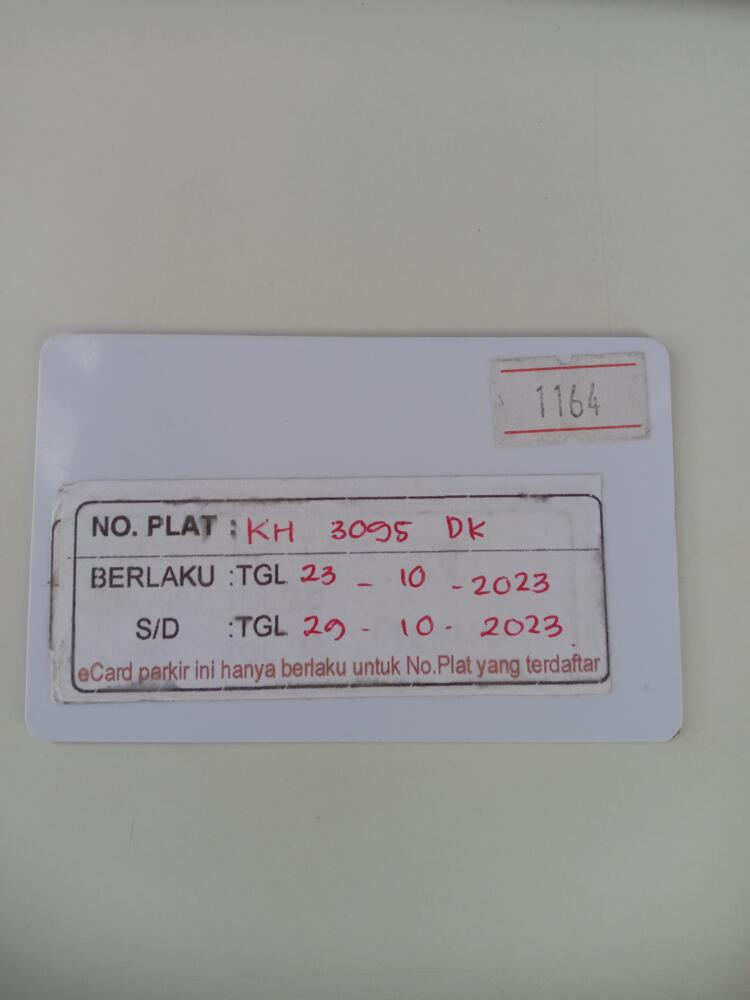 1164
NO. PLAT : KH 3095 DK
BERLAKU :TGL 23 - 10 - 2023
S/D :TGL 29 - 10 - 2023
eCard parkir ini hanya berlaku untuk No.Plat yang terdaftar